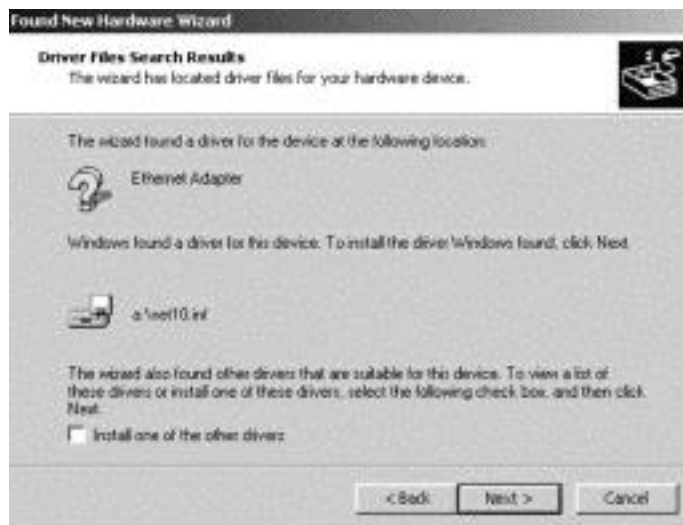 Found New Hardware Wizard
Driver Files Search Results
The wizard has located driver files for your hardware device.
The wizard found a driver for the device at the following location:
Ethernet Adapter
Windows found a driver for this device. To install the driver Windows found, click Next.
a:\net10.inf
The wizard also found other drivers that are suitable for this device. To view a list of
these drivers or install one of these drivers, select the following check box, and then click
Next.
Install one of the other drivers
< Back
Next >
Cancel